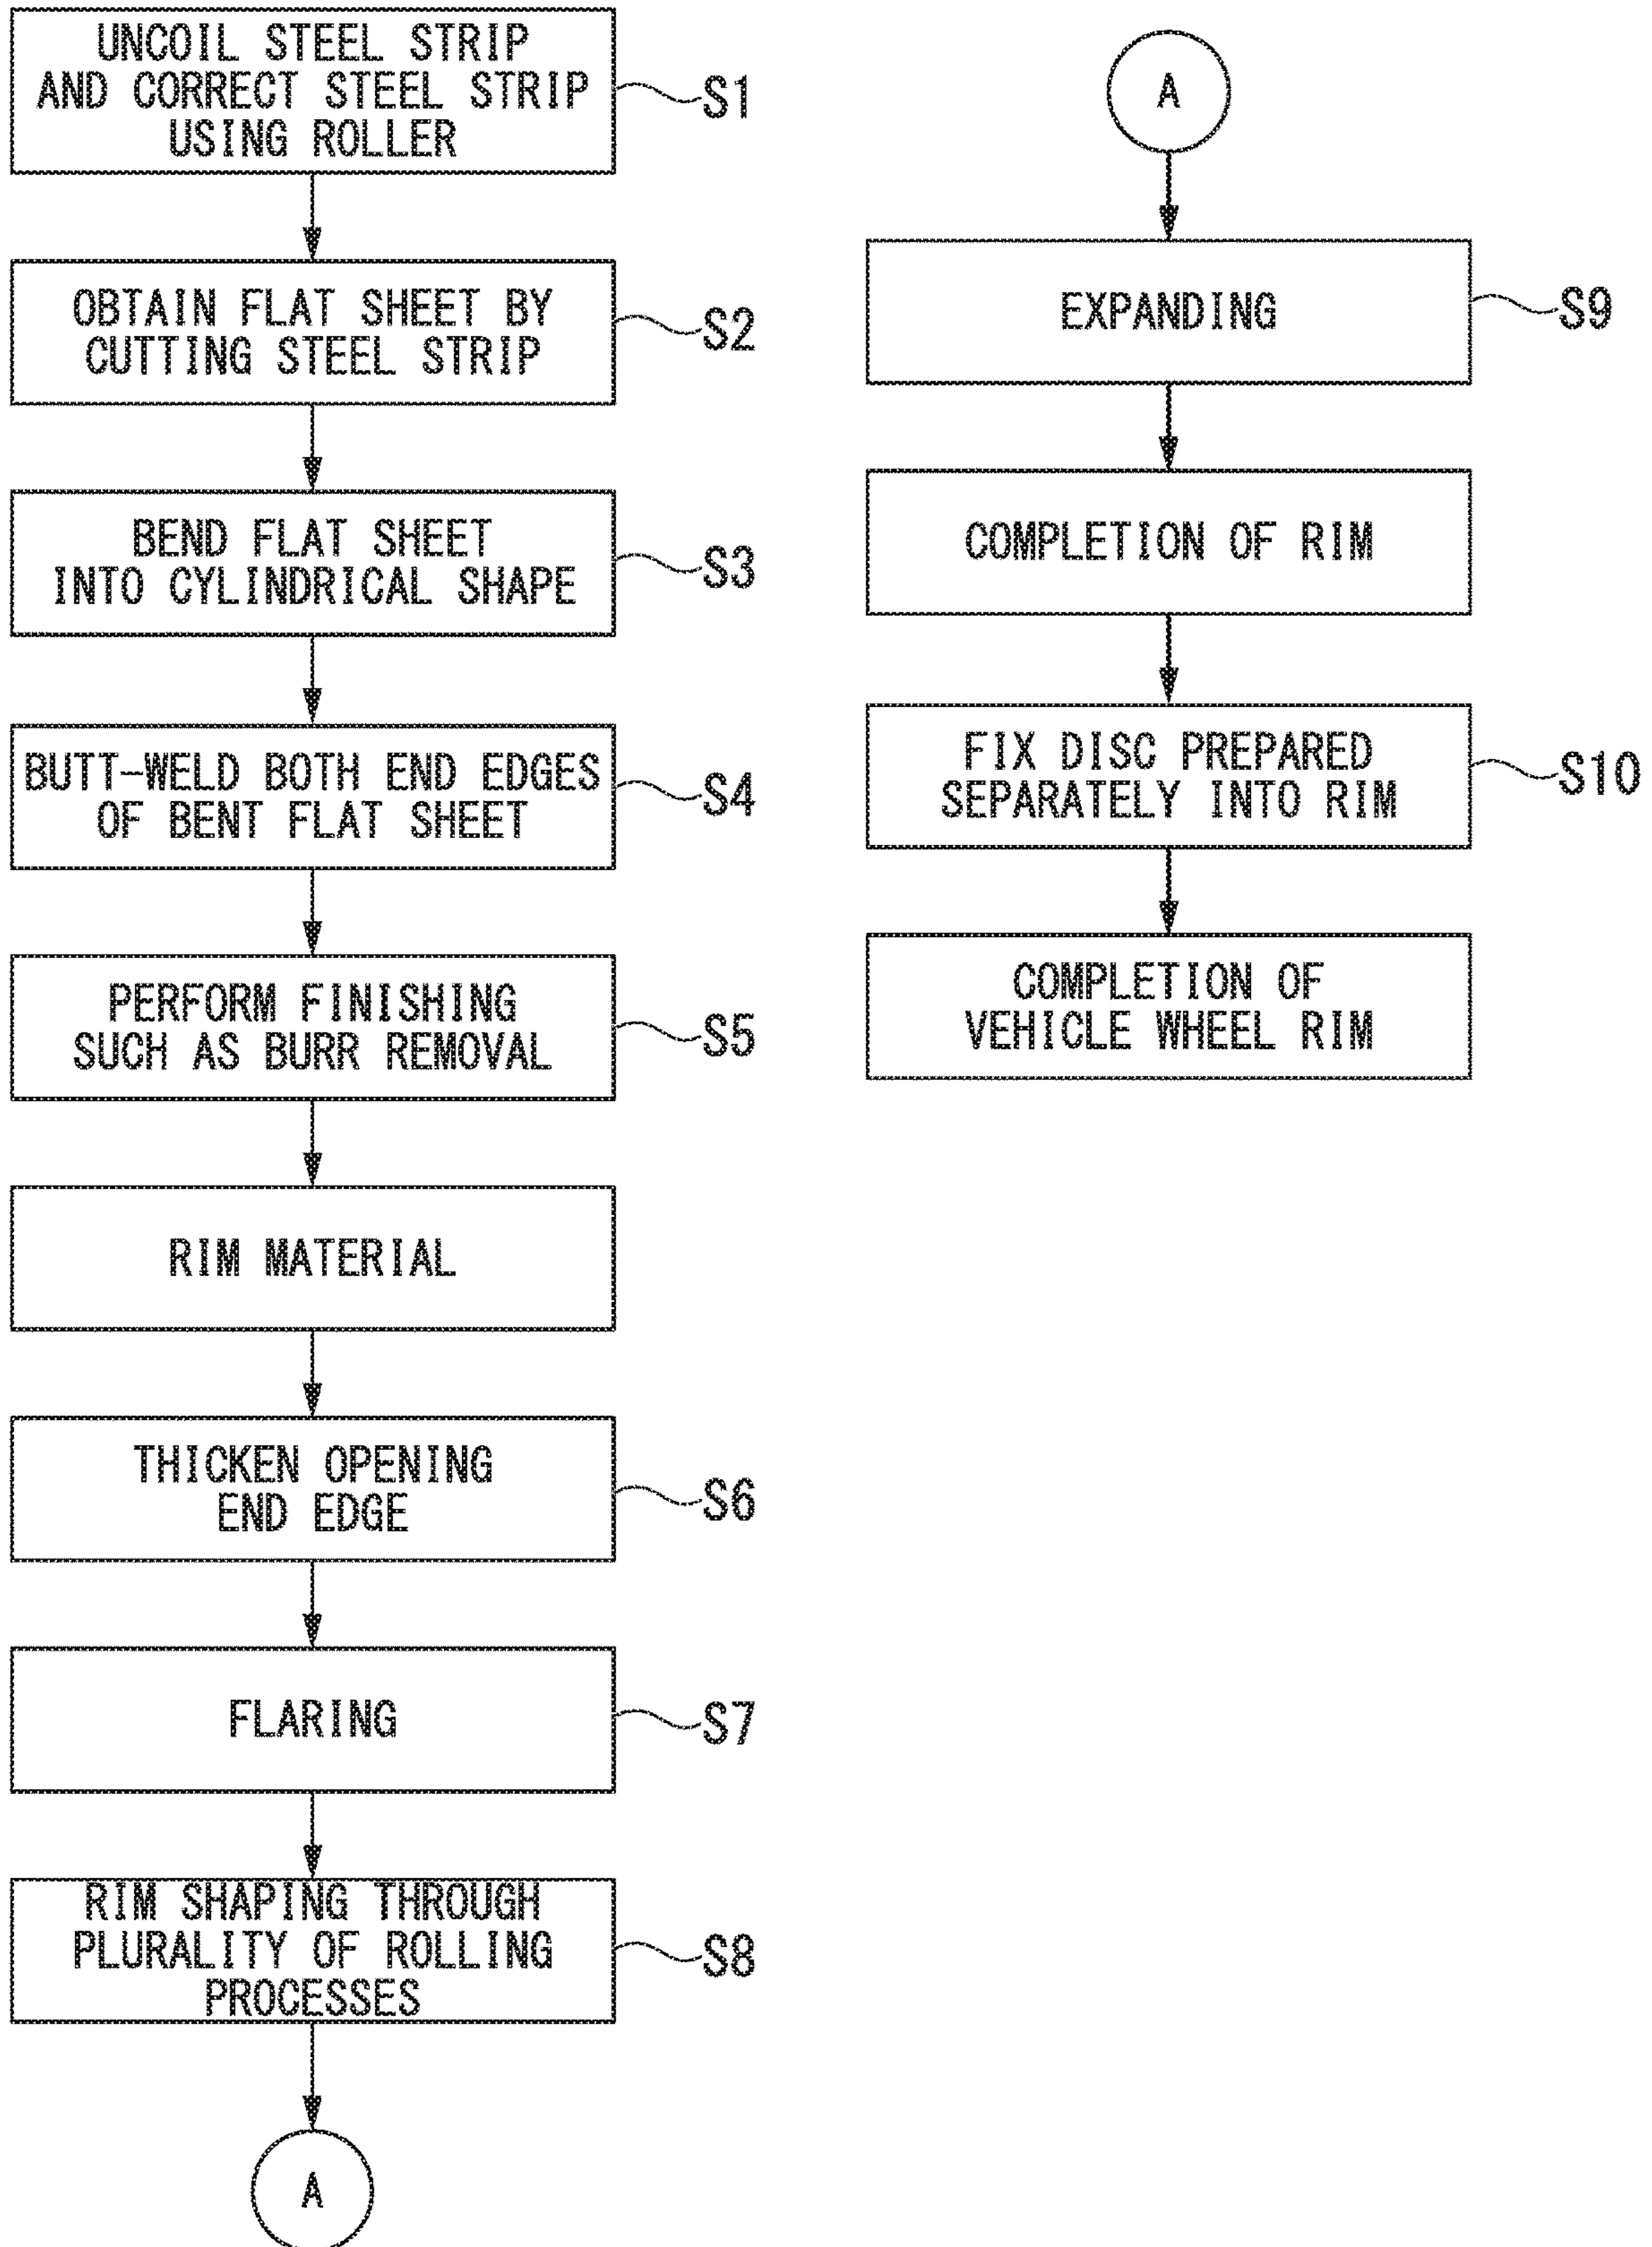 UNCOIL STEEL STRIP
AND CORRECT STEEL STRIP
USING ROLLER
S1
OBTAIN FLAT SHEET BY
CUTTING STEEL STRIP
S2
BEND FLAT SHEET
INTO CYLINDRICAL SHAPE
S3
BUTT-WELD BOTH END EDGES
OF BENT FLAT SHEET
S4
PERFORM FINISHING
SUCH AS BURR REMOVAL
S5
RIM MATERIAL
THICKEN OPENING
END EDGE
S6
FLARING
S7
RIM SHAPING THROUGH
PLURALITY OF ROLLING
PROCESSES
S8
A
A
EXPANDING
S9
COMPLETION OF RIM
FIX DISC PREPARED
SEPARATELY INTO RIM
S10
COMPLETION OF
VEHICLE WHEEL RIM